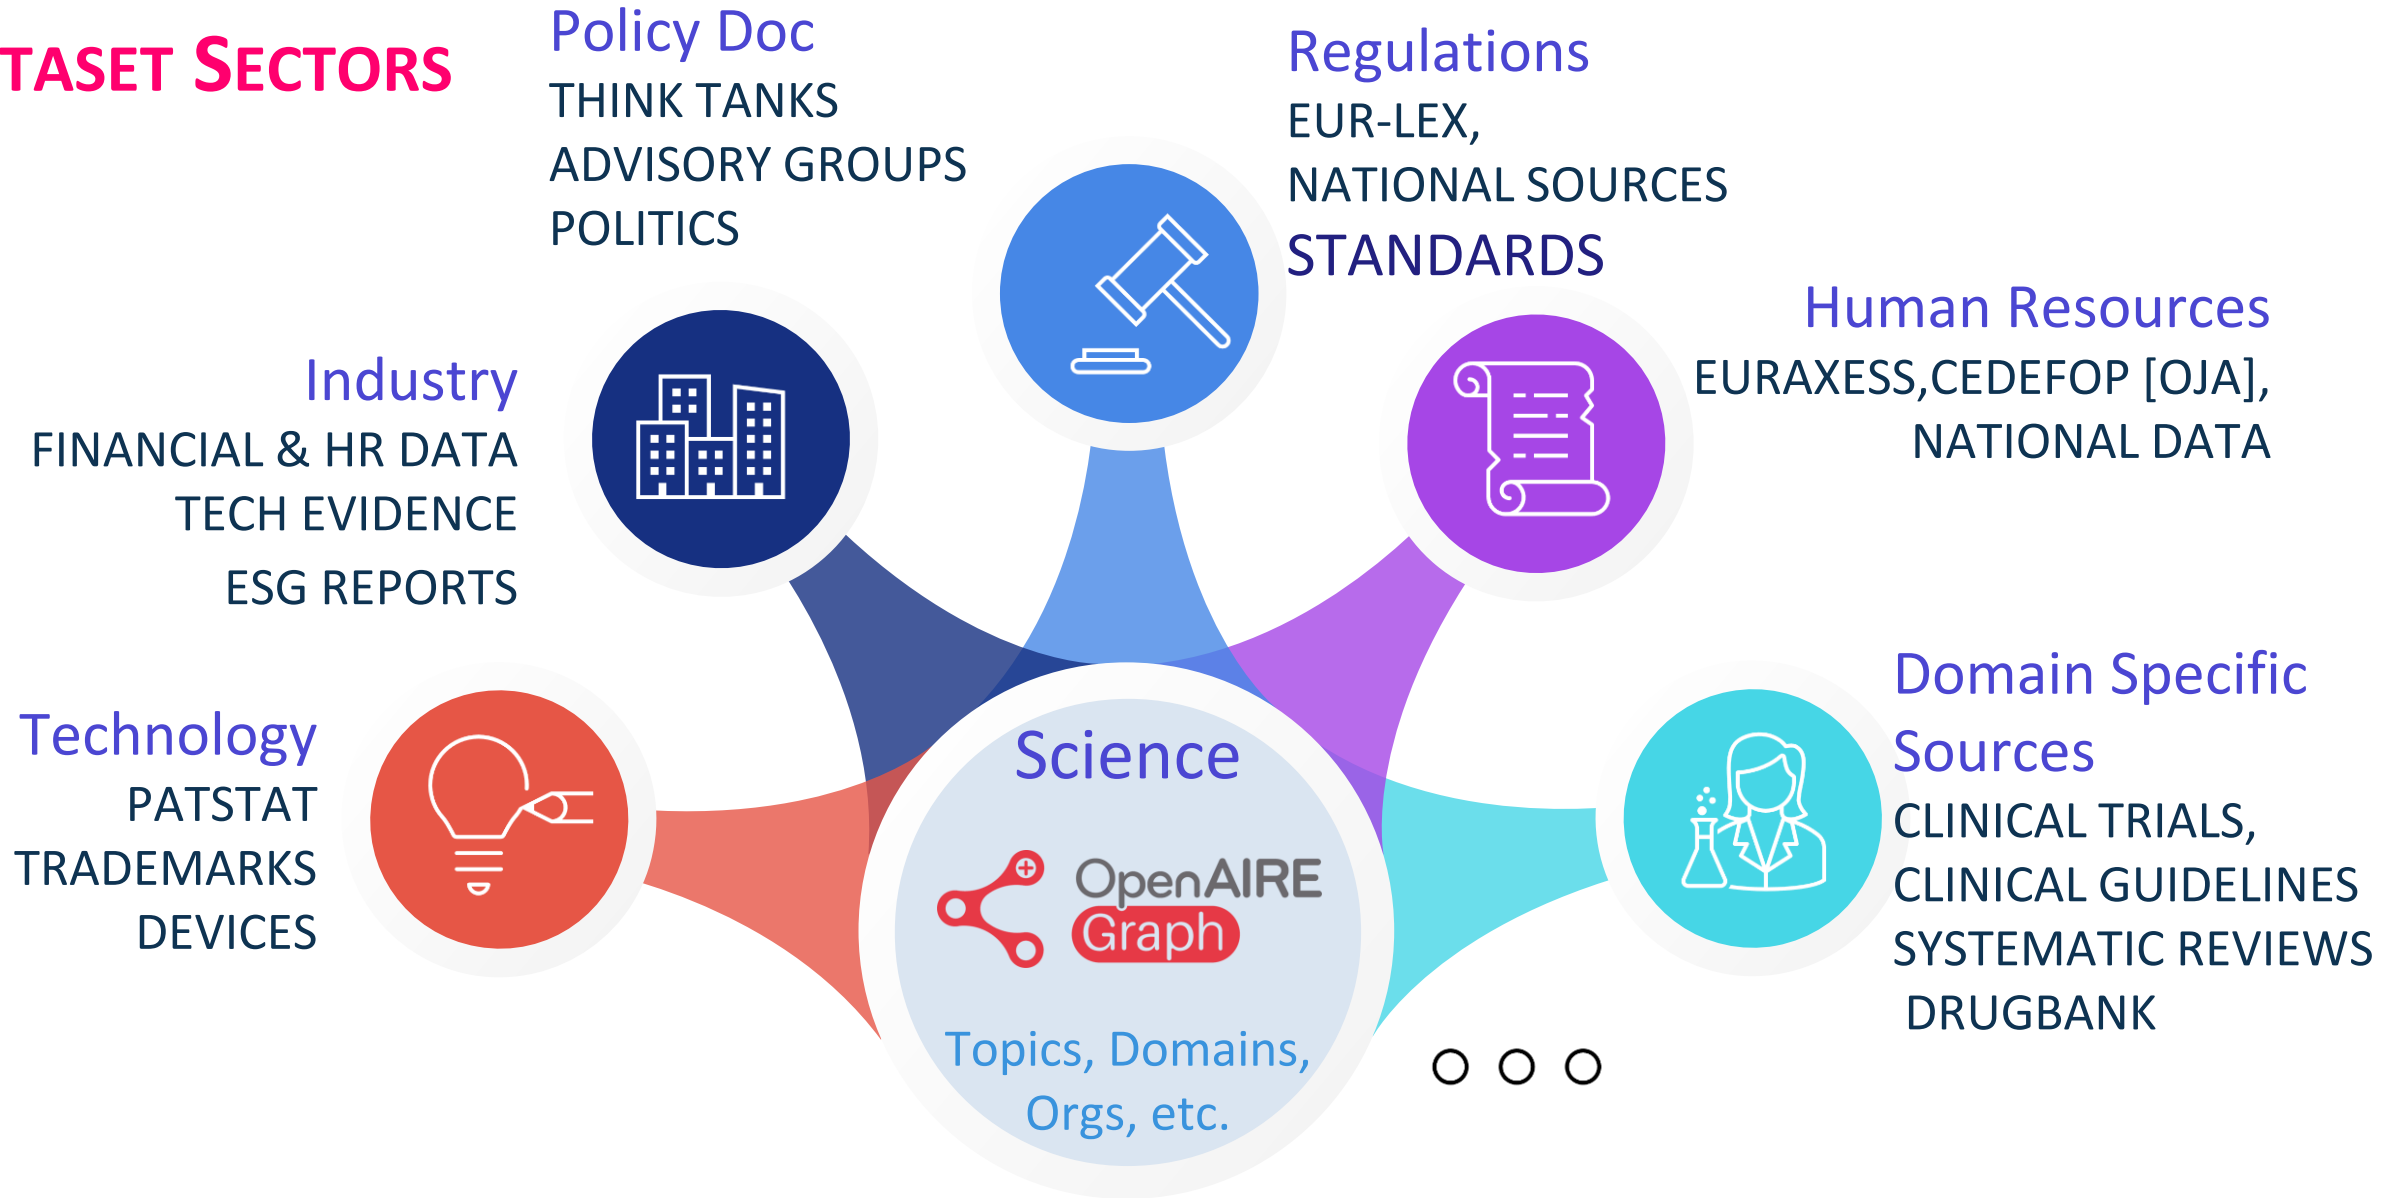 TASET SECTORS
Policy Doc
THINK TANKS
ADVISORY GROUPS
POLITICS
Regulations
EUR-LEX,
NATIONAL SOURCES
STANDARDS
Human Resources
EURAXESS,CEDEFOP [OJA],
NATIONAL DATA
Industry
FINANCIAL & HR DATA
TECH EVIDENCE
ESG REPORTS
Technology
PATSTAT
TRADEMARKS
DEVICES
Science
OpenAIRE
Graph
Topics, Domains,
Orgs, etc.
Domain Specific
Sources
CLINICAL TRIALS,
CLINICAL GUIDELINES
SYSTEMATIC REVIEWS
DRUGBANK